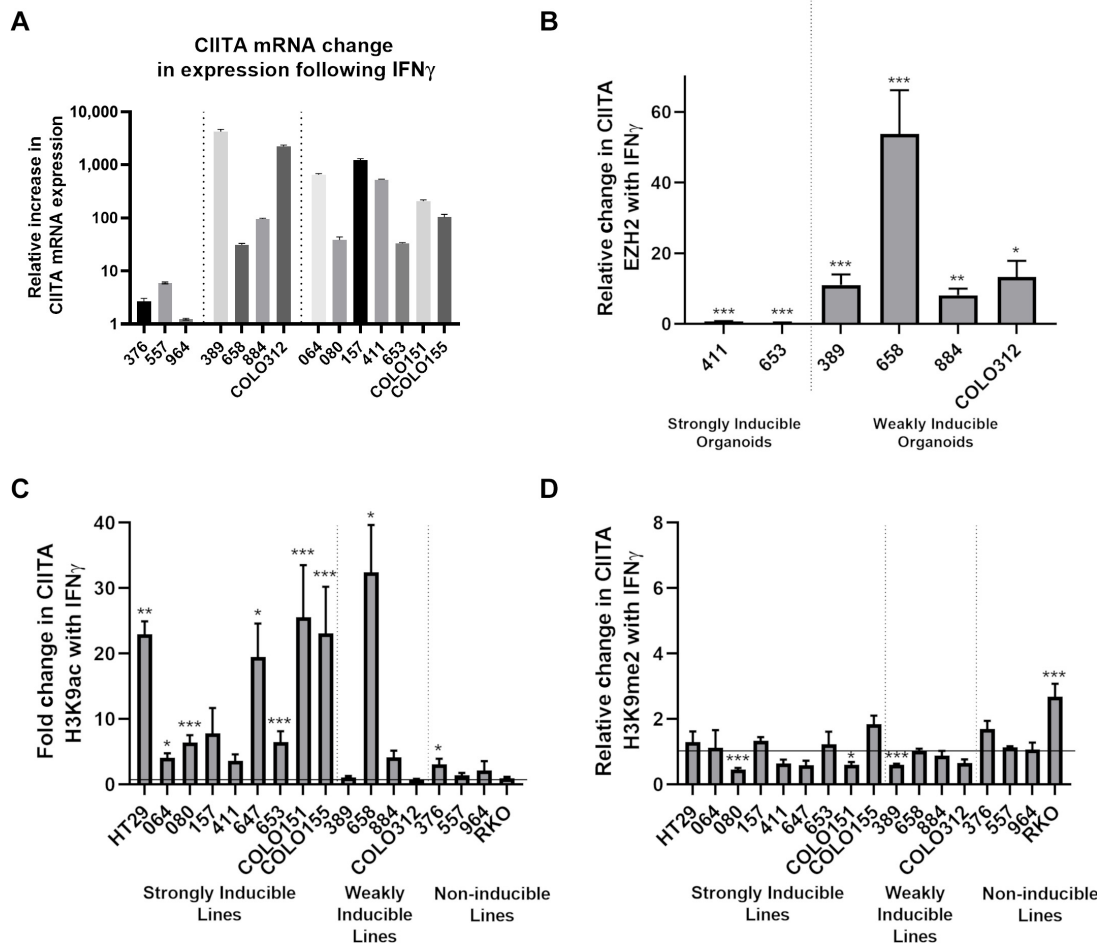 A
CIITA mRNA change
in expression following IFNγ
Relative increase in
CIITA mRNA expression
10,000
1,000
100
10
1
376
557
964
389
658
884
COLO312
064
080
157
411
653
COLO151
COLO155
B
Relative change in CIITA
EZH2 with IFNγ
60
40
20
0
***
***
***
***
**
*
411
653
389
658
884
COLO312
Strongly Inducible
Organoids
Weakly Inducible
Organoids
C
Fold change in CIITA
H3K9ac with IFNγ
40
30
20
10
0
**
*
***
*
***
***
***
*
*
HT29
064
080
157
411
647
653
COLO151
COLO155
389
658
884
COLO312
376
557
964
RKO
Strongly Inducible
Lines
Weakly
Inducible
Lines
Non-inducible
Lines
D
Relative change in CIITA
H3K9me2 with IFNγ
8
6
4
2
0
***
*
***
***
HT29
064
080
157
411
647
653
COLO151
COLO155
389
658
884
COLO312
376
557
964
RKO
Strongly Inducible
Lines
Weakly
Inducible
Lines
Non-inducible
Lines